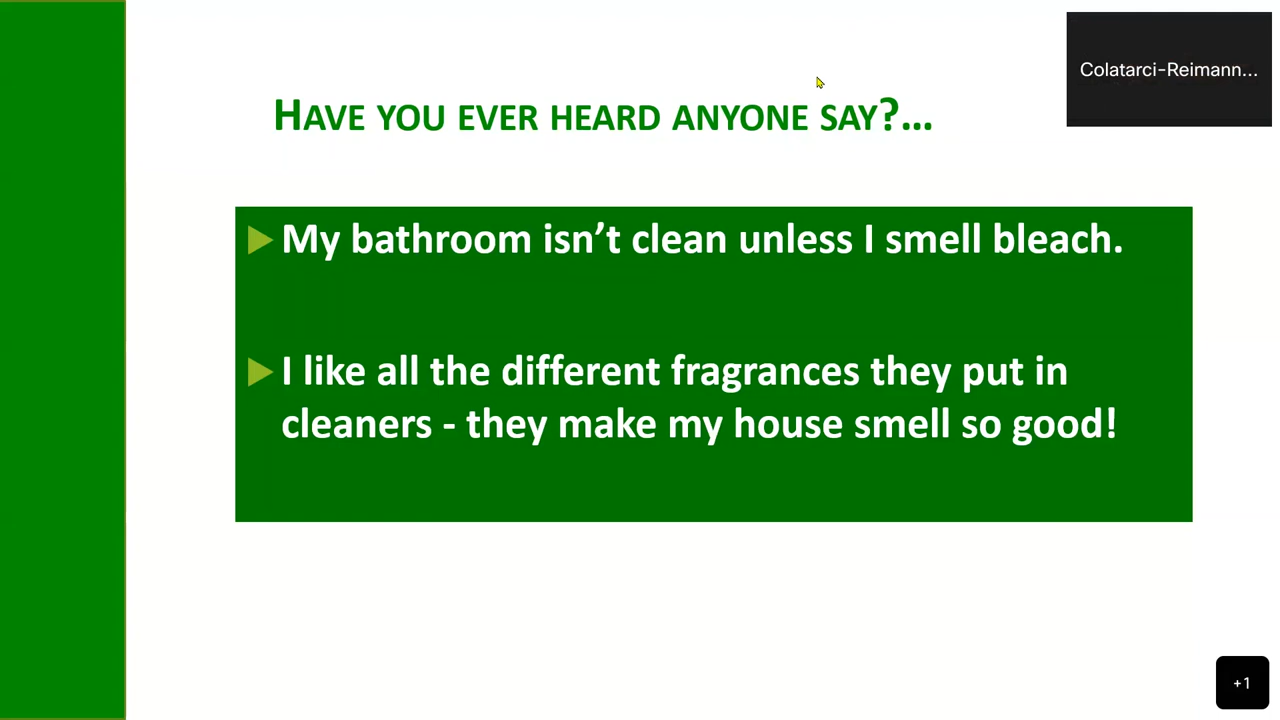 Colatarci-Reimann...
HAVE YOU EVER HEARD ANYONE SAY?...
My bathroom isn’t clean unless I smell bleach.
I like all the different fragrances they put in
cleaners - they make my house smell so good!
+1